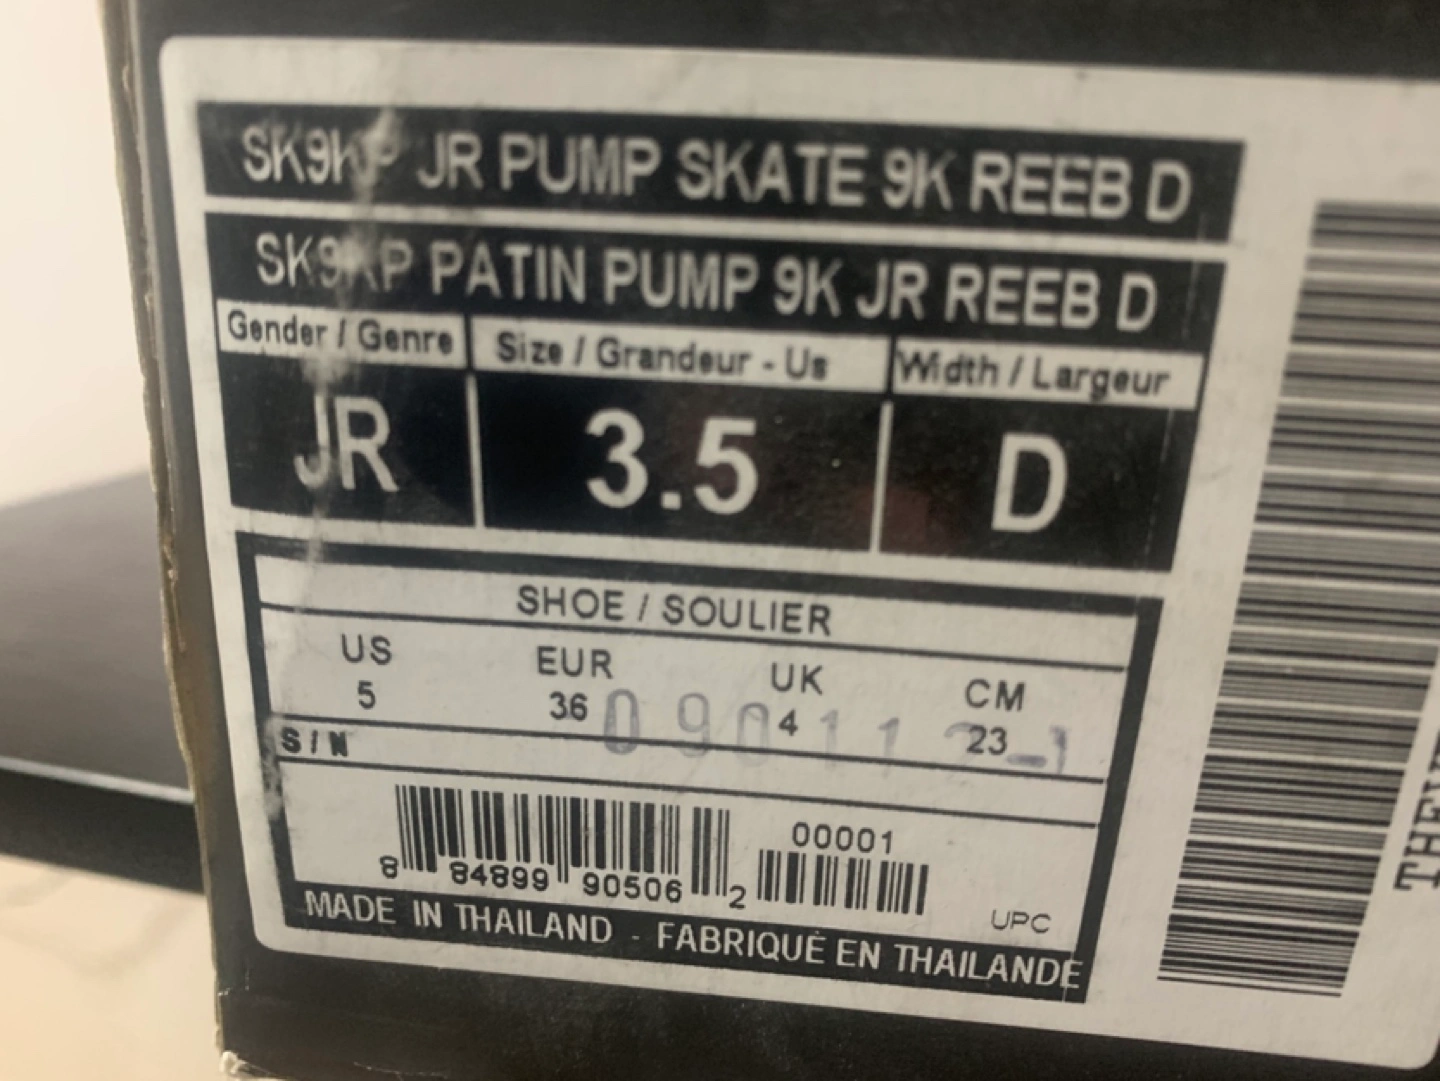 SK9KP JR PUMP SKATE 9K REEB D
SK9KP PATIN PUMP 9K JR REEB D
Gender / Genre Size / Grandeur - Us Width / Largeur
JR 3.5 D
SHOE / SOULIER
US EUR UK CM
5 36 4 23
S/N
00001
8 84899 90506 2
UPC
MADE IN THAILAND - FABRIQUÉ EN THAILANDE